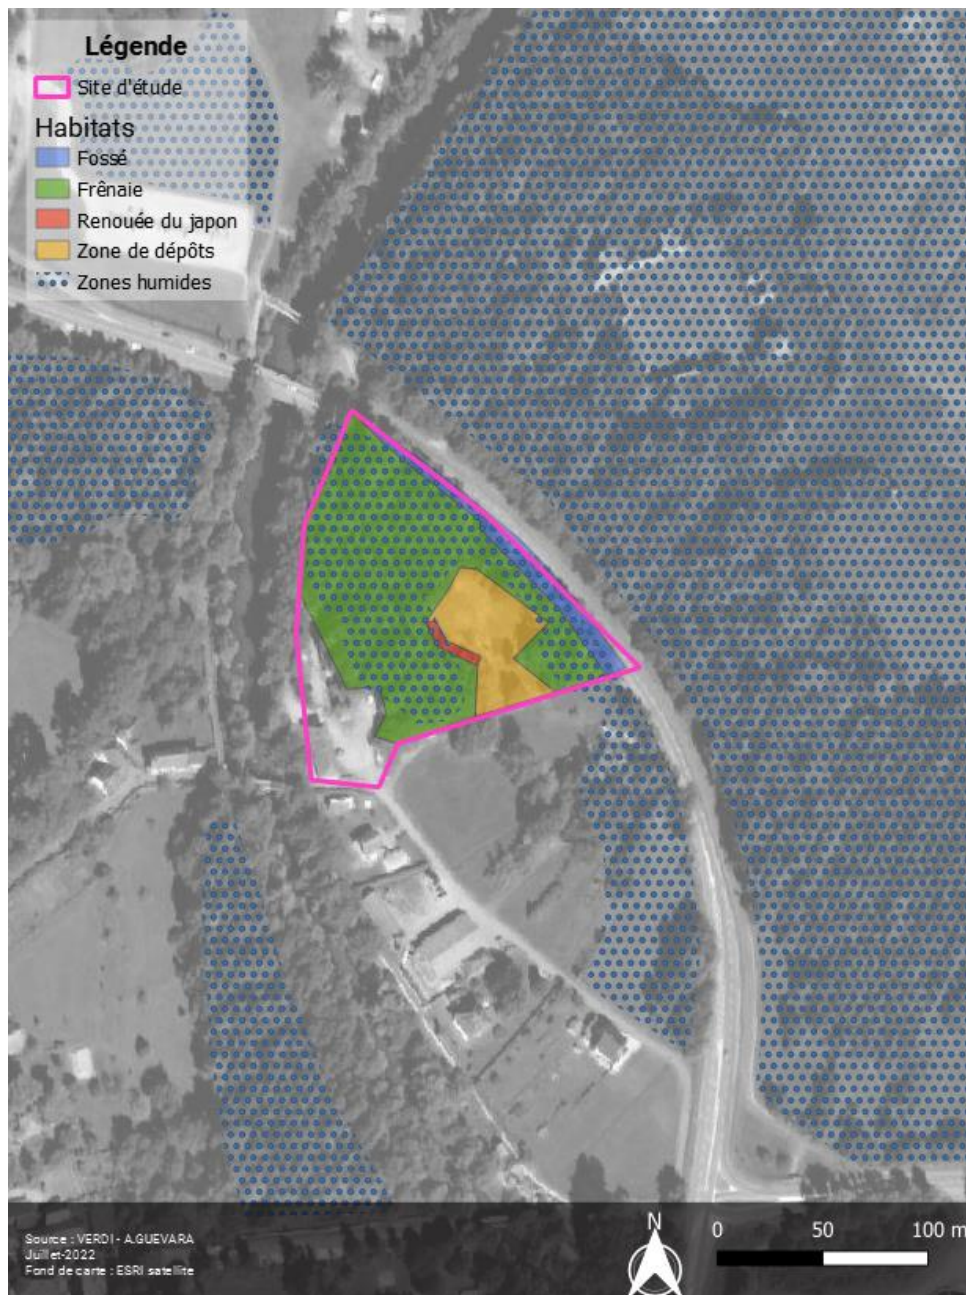 Légende
Site d'étude
Habitats
Fossé
Frênaie
Renouée du japon
Zone de dépôts
Zones humides
Source : VERDI - A.GUEVARA
Juillet-2022
Fond de carte : ESRI satellite
N
0 50 100 m